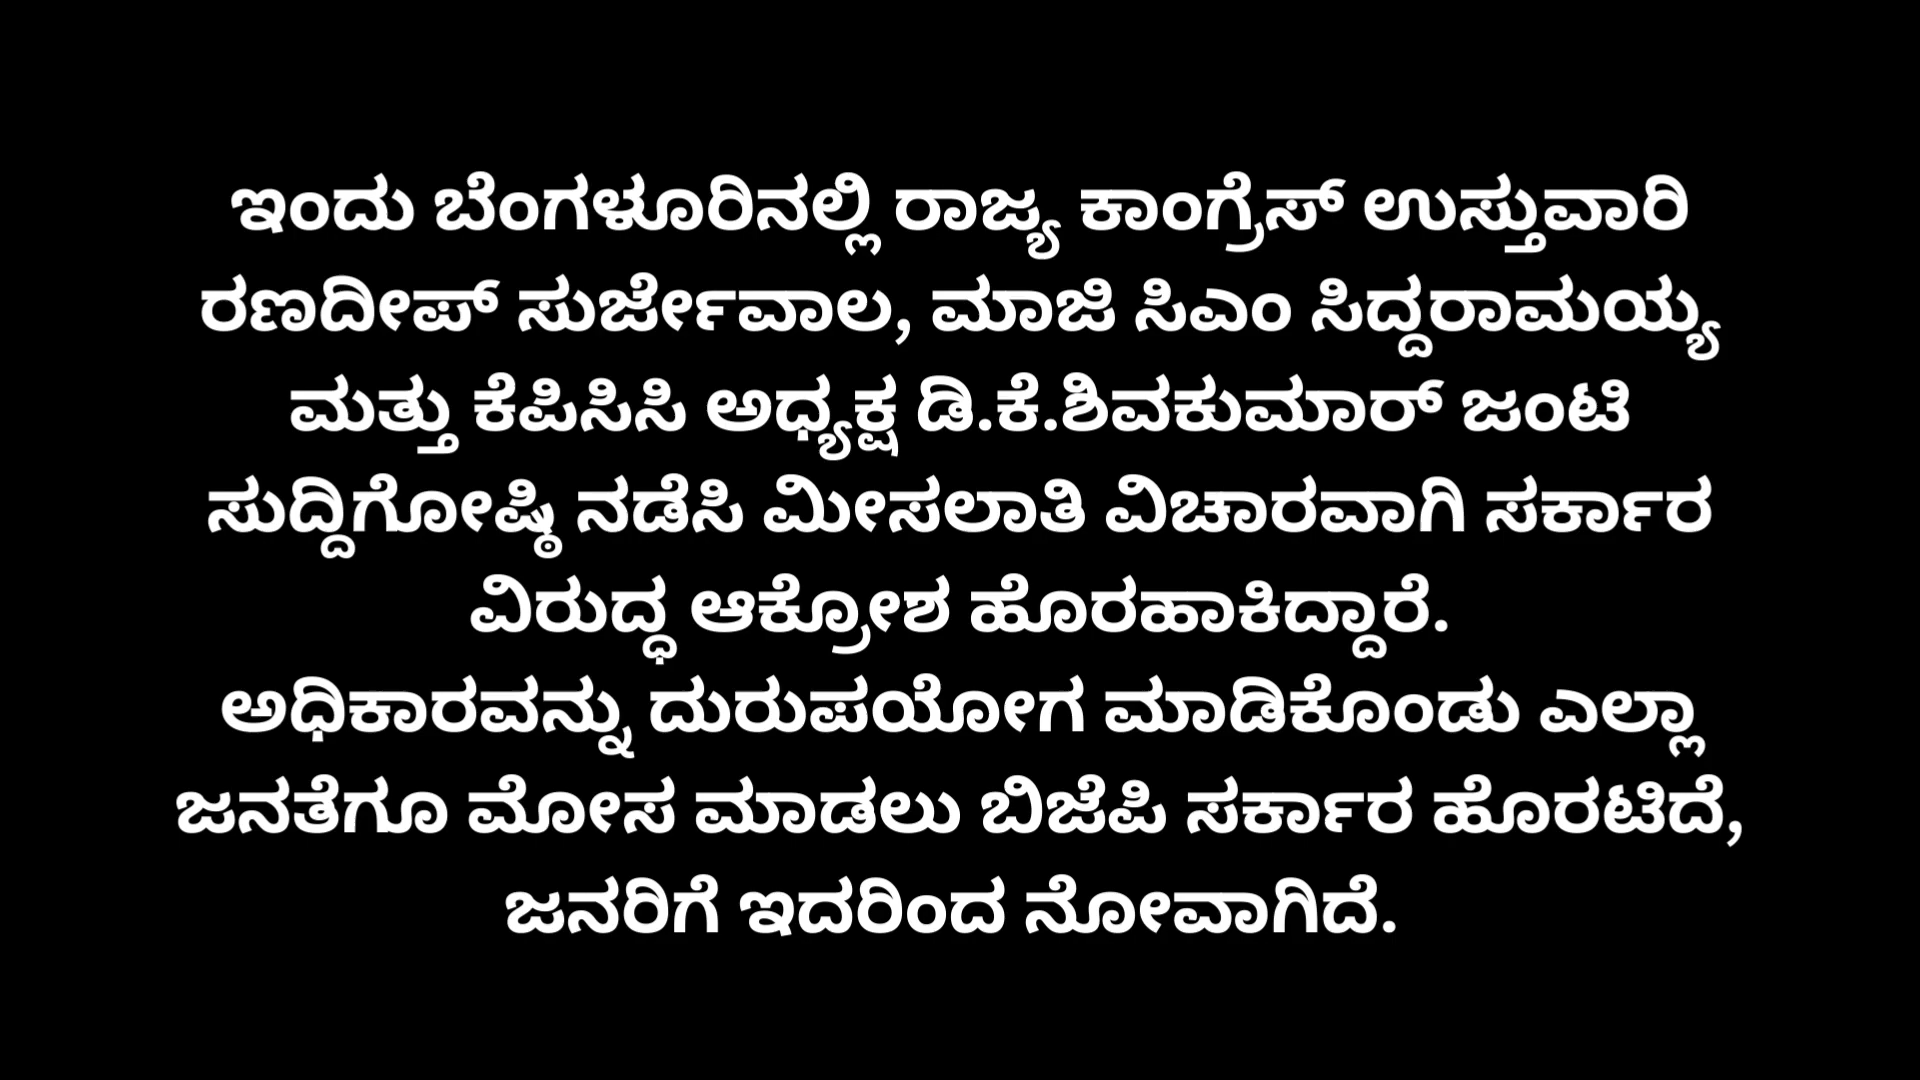 ಇಂದು ಬೆಂಗಳೂರಿನಲ್ಲಿ ರಾಜ್ಯ ಕಾಂಗ್ರೆಸ್ ಉಸ್ತುವಾರಿ
ರಣದೀಪ್ ಸುರ್ಜೇವಾಲ, ಮಾಜಿ ಸಿಎಂ ಸಿದ್ದರಾಮಯ್ಯ
ಮತ್ತು ಕೆಪಿಸಿಸಿ ಅಧ್ಯಕ್ಷ ಡಿ.ಕೆ.ಶಿವಕುಮಾರ್ ಜಂಟಿ
ಸುದ್ದಿಗೋಷ್ಠಿ ನಡೆಸಿ ಮೀಸಲಾತಿ ವಿಚಾರವಾಗಿ ಸರ್ಕಾರ
ವಿರುದ್ಧ ಆಕ್ರೋಶ ಹೊರಹಾಕಿದ್ದಾರೆ.
ಅಧಿಕಾರವನ್ನು ದುರುಪಯೋಗ ಮಾಡಿಕೊಂಡು ಎಲ್ಲಾ
ಜನತೆಗೂ ಮೋಸ ಮಾಡಲು ಬಿಜೆಪಿ ಸರ್ಕಾರ ಹೊರಟಿದೆ,
ಜನರಿಗೆ ಇದರಿಂದ ನೋವಾಗಿದೆ.